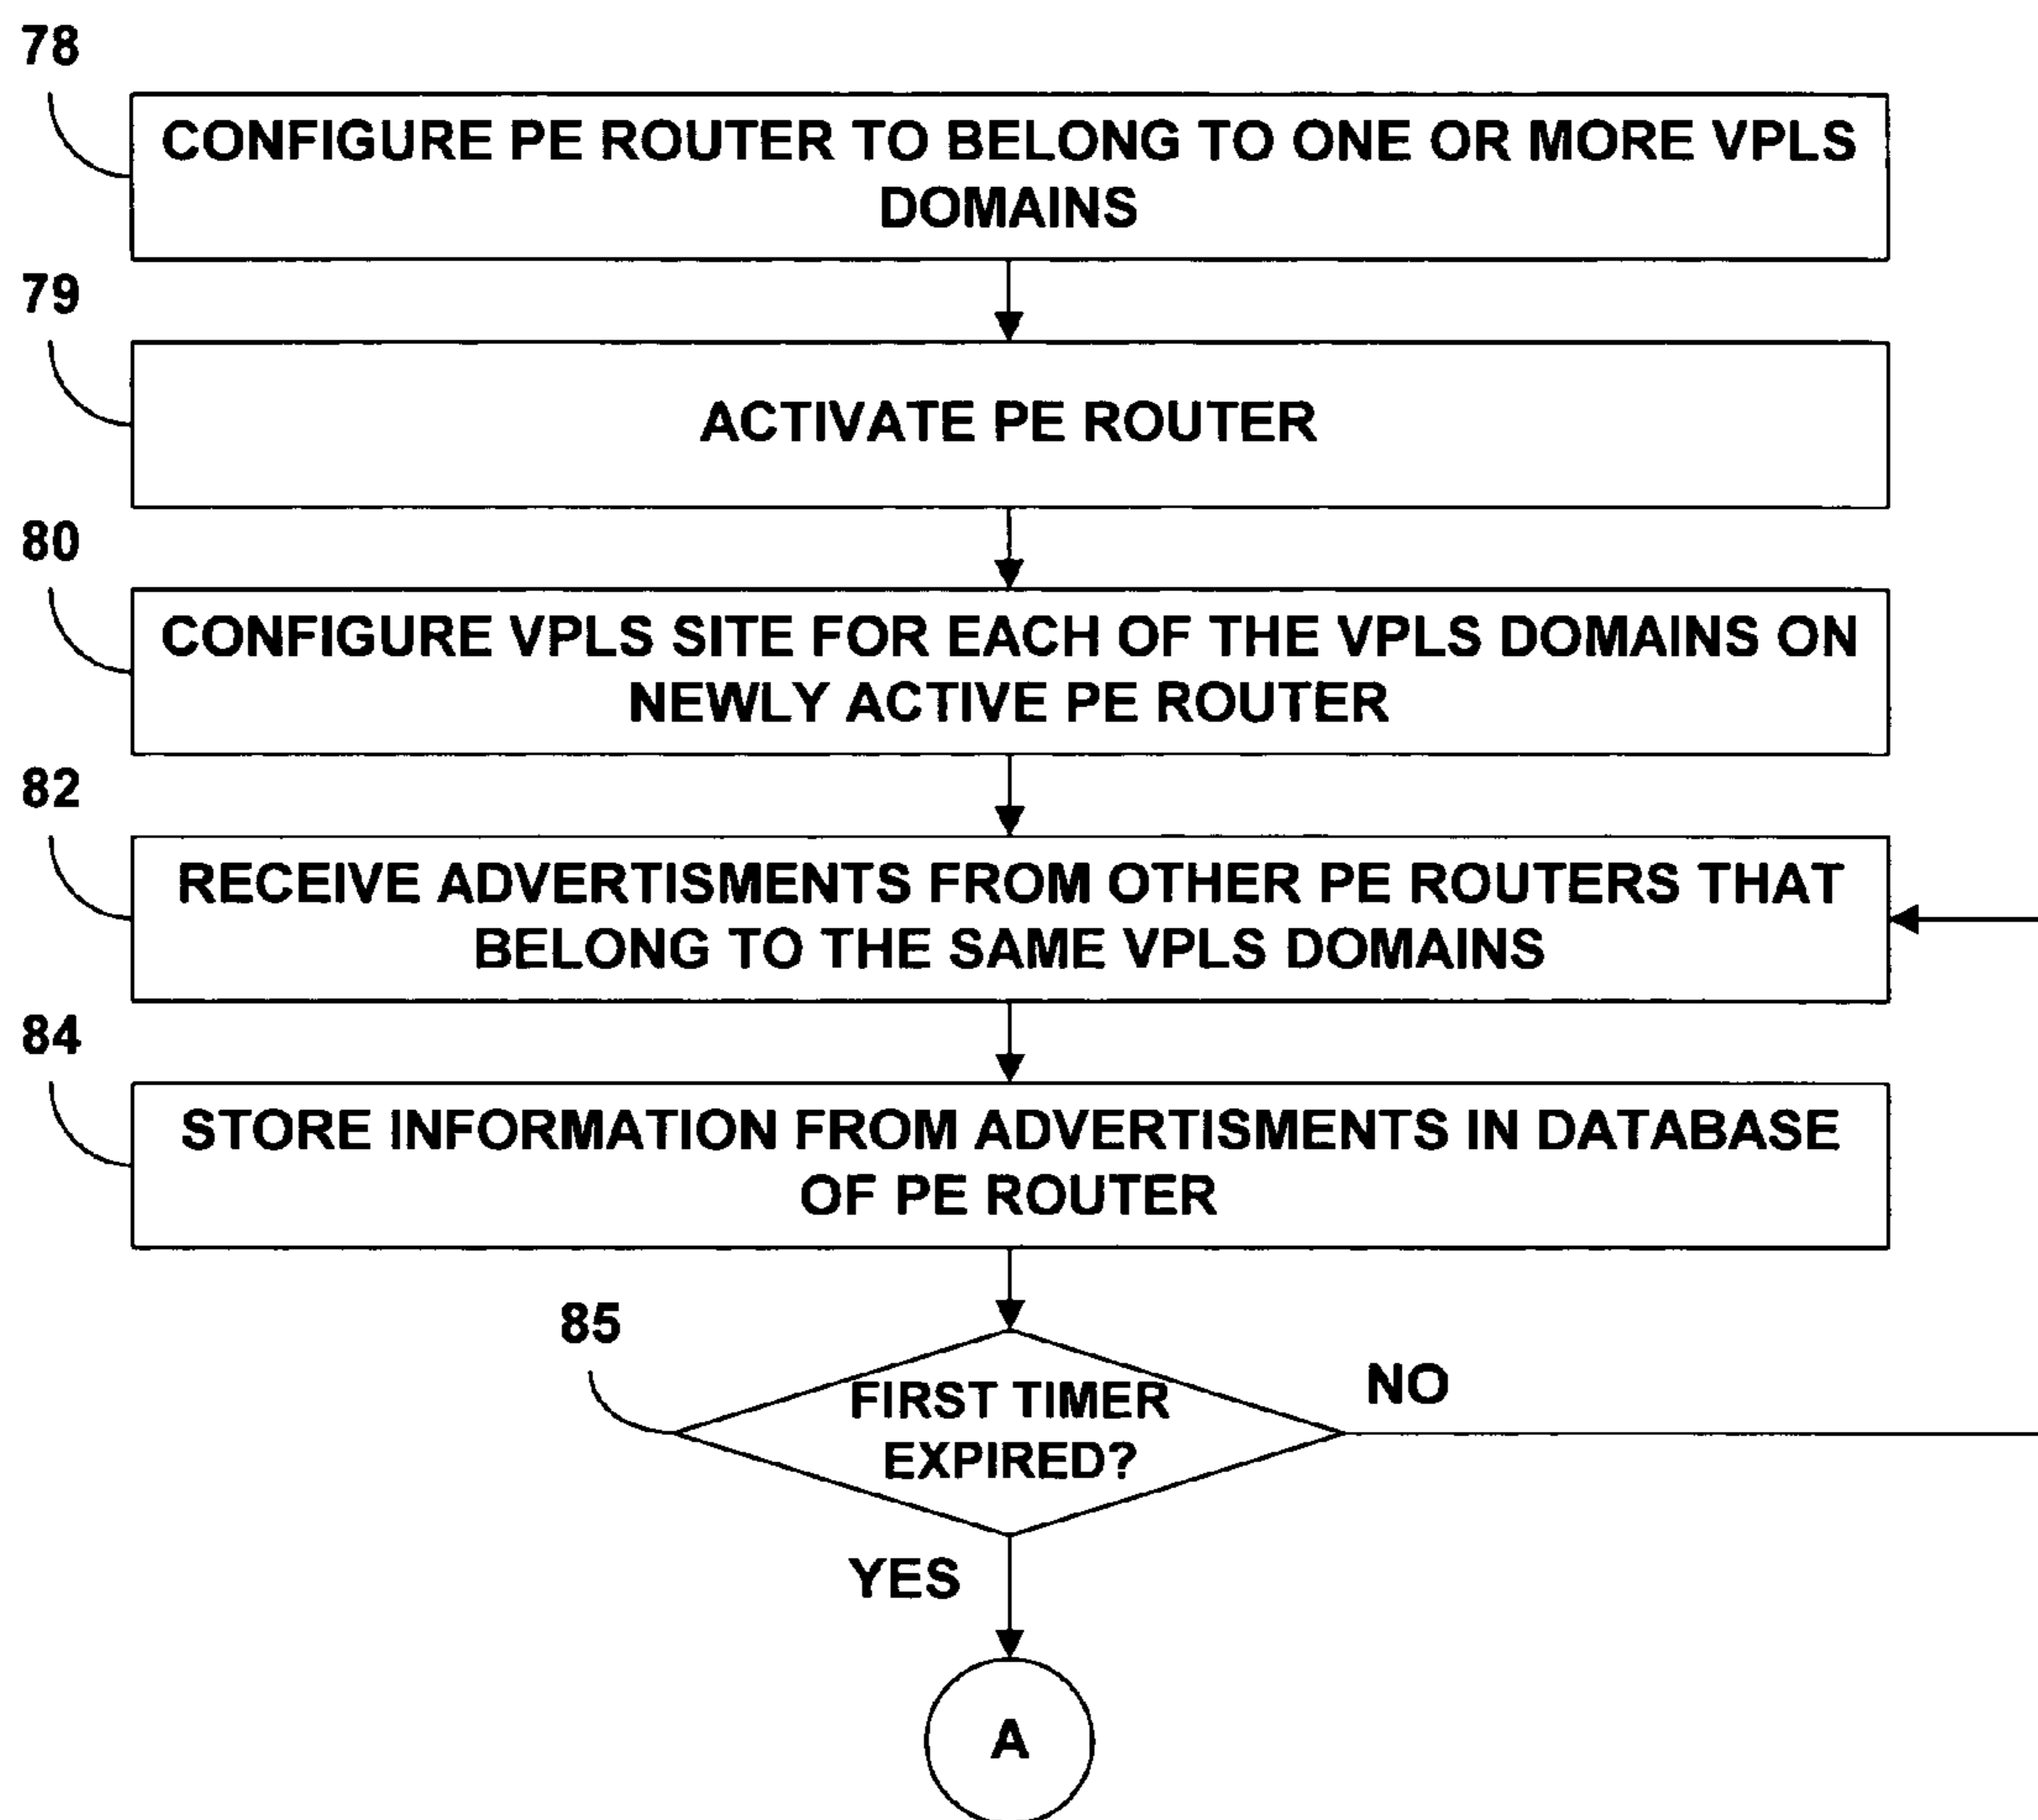 78
CONFIGURE PE ROUTER TO BELONG TO ONE OR MORE VPLS
DOMAINS
79
ACTIVATE PE ROUTER
80
CONFIGURE VPLS SITE FOR EACH OF THE VPLS DOMAINS ON
NEWLY ACTIVE PE ROUTER
82
RECEIVE ADVERTISMENTS FROM OTHER PE ROUTERS THAT
BELONG TO THE SAME VPLS DOMAINS
84
STORE INFORMATION FROM ADVERTISMENTS IN DATABASE
OF PE ROUTER
85
FIRST TIMER
EXPIRED?
NO
YES
A